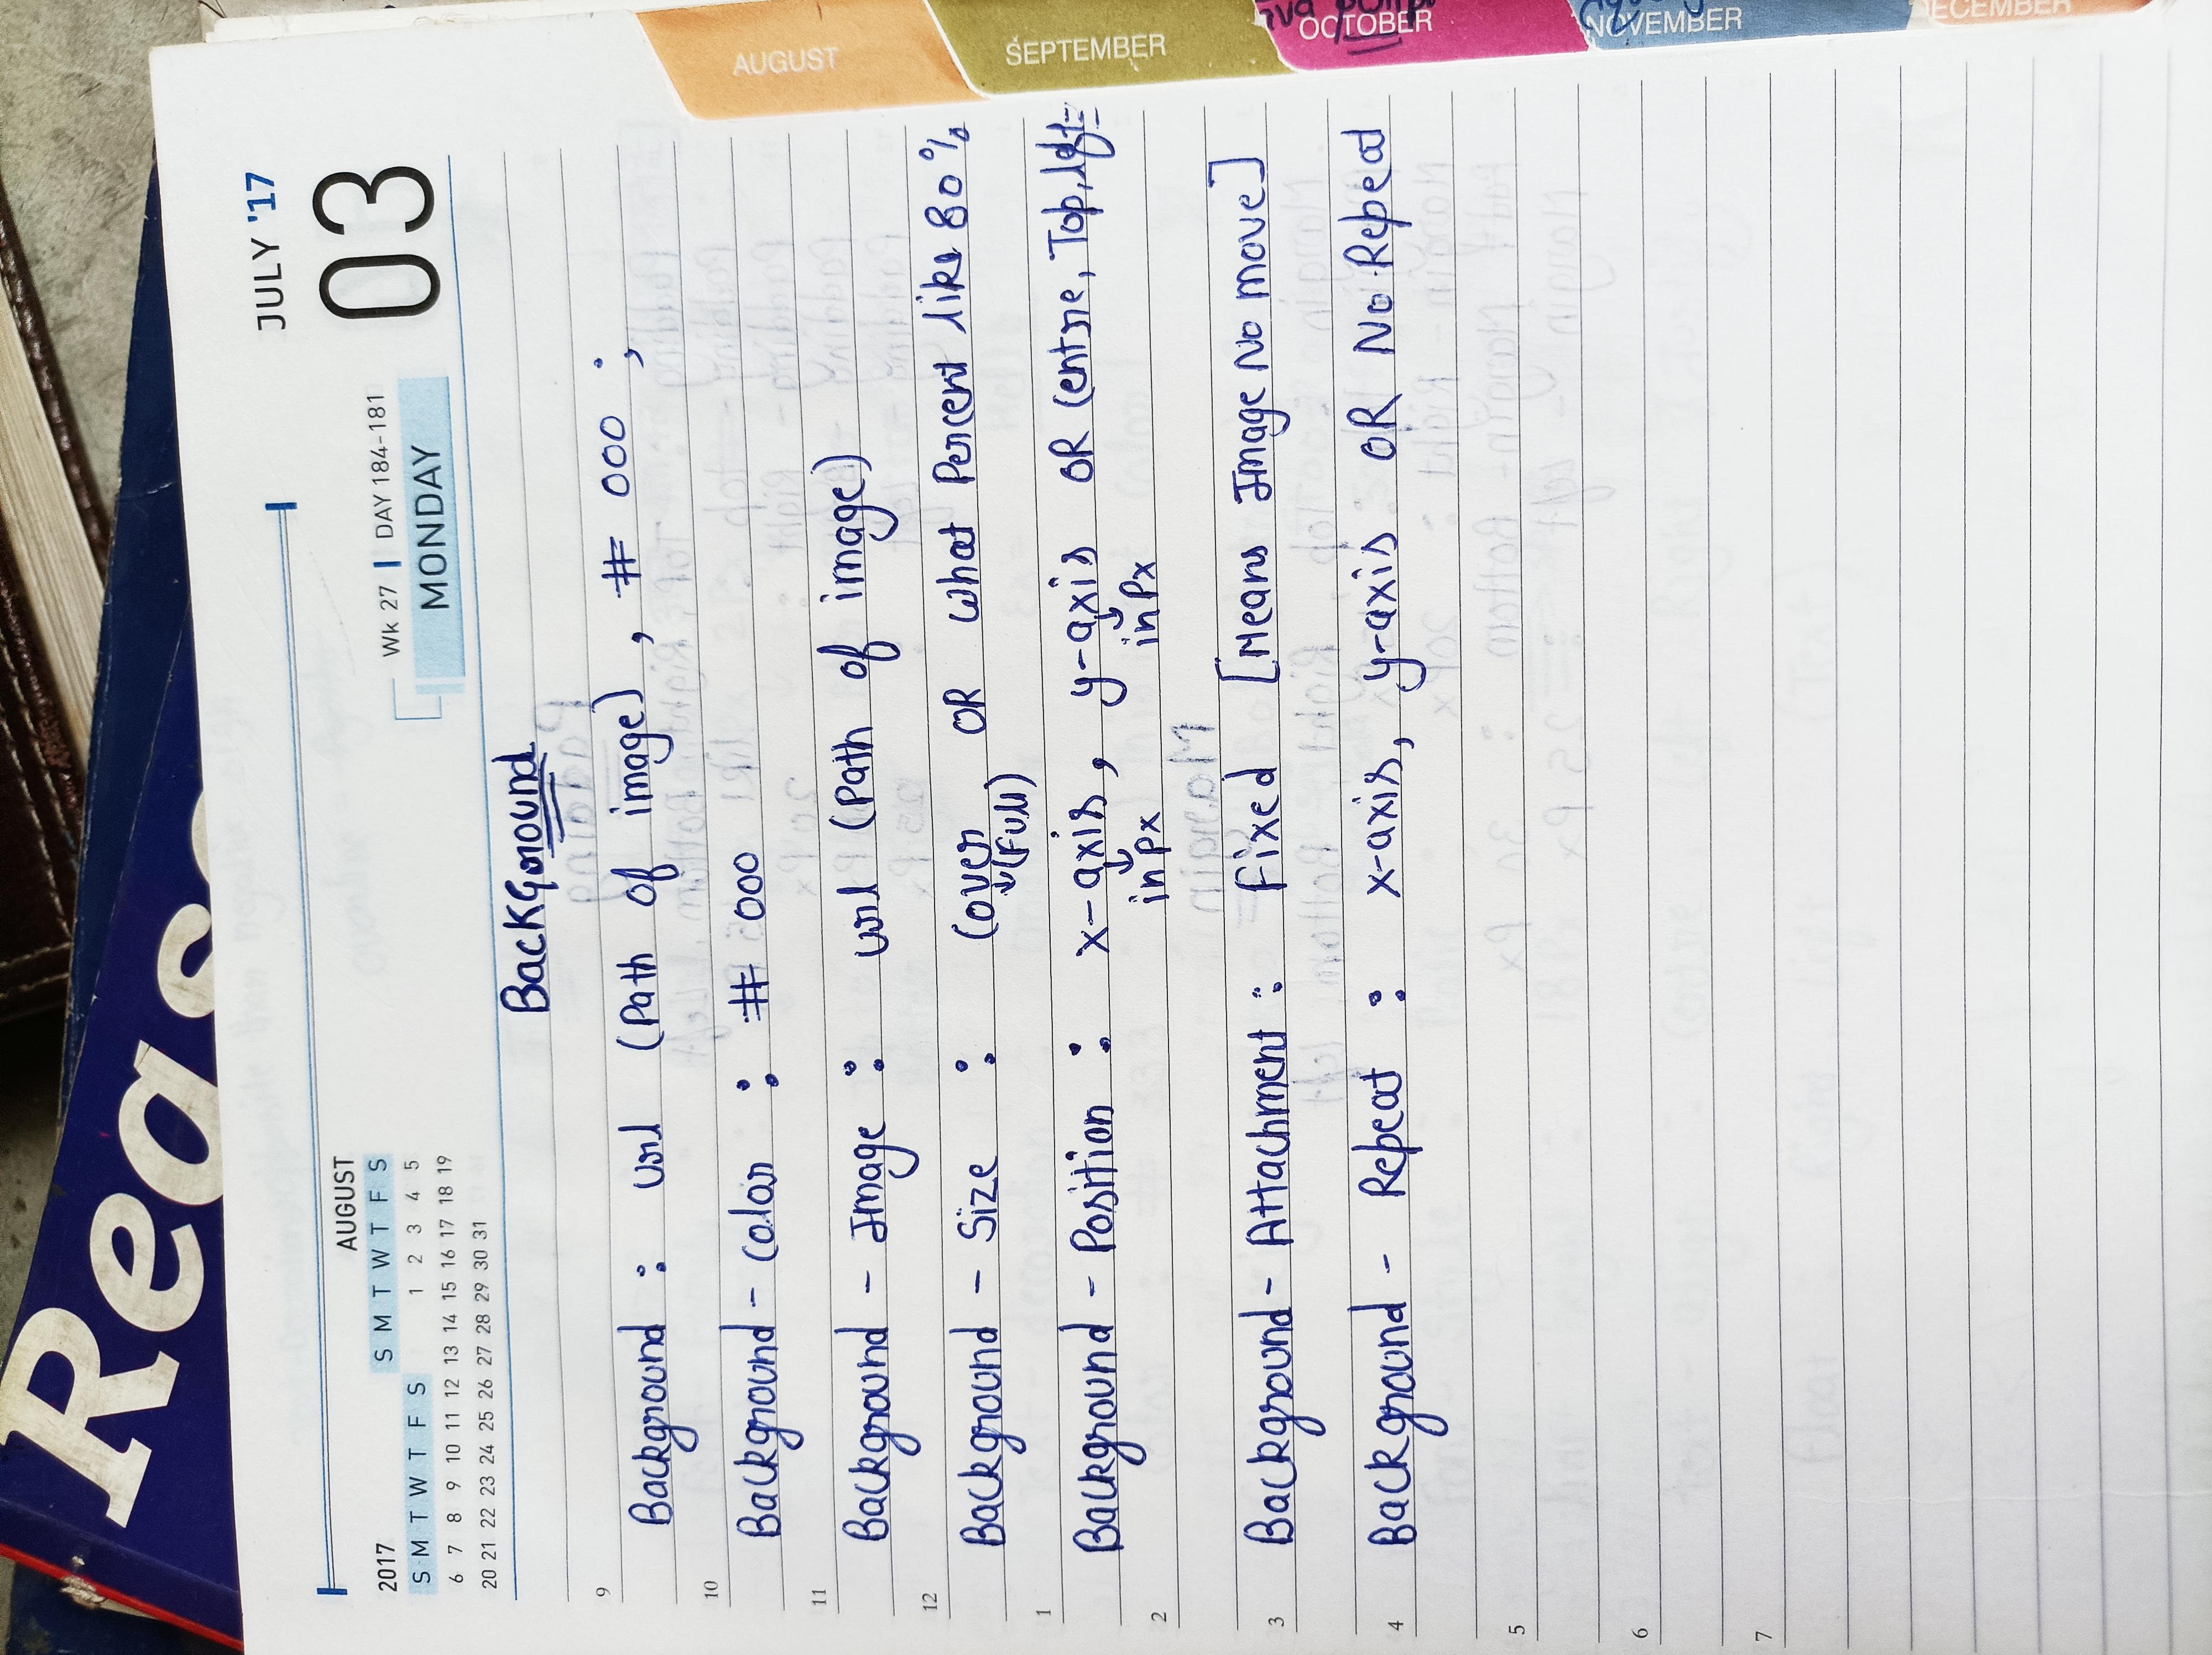 Reas
AUGUST
SEPTEMBER
OCTOBER
NOVEMBER
DECEMBER
JULY '17
03
Wk 27 | DAY 184-181
MONDAY
AUGUST
2017
S M T W T F S S M T W T F S
1 2 3 4 5
6 7 8 9 10 11 12 13 14 15 16 17 18 19
20 21 22 23 24 25 26 27 28 29 30 31
Background
9
Background : url (Path of image) , # 000 ;
10
Background - Color : # 000
11
Background - Image : url (Path of image)
12
Background - Size : Cover OR what Percent like 80%
(Full)
1
Background - Position : x-axis, y-axis OR Centre, Top, left
in px in Px
2
3
Background - Attachment : Fixed [Means Image No move]
4
Background - Repeat : x-axis, y-axis OR No Repeat
5
6
7